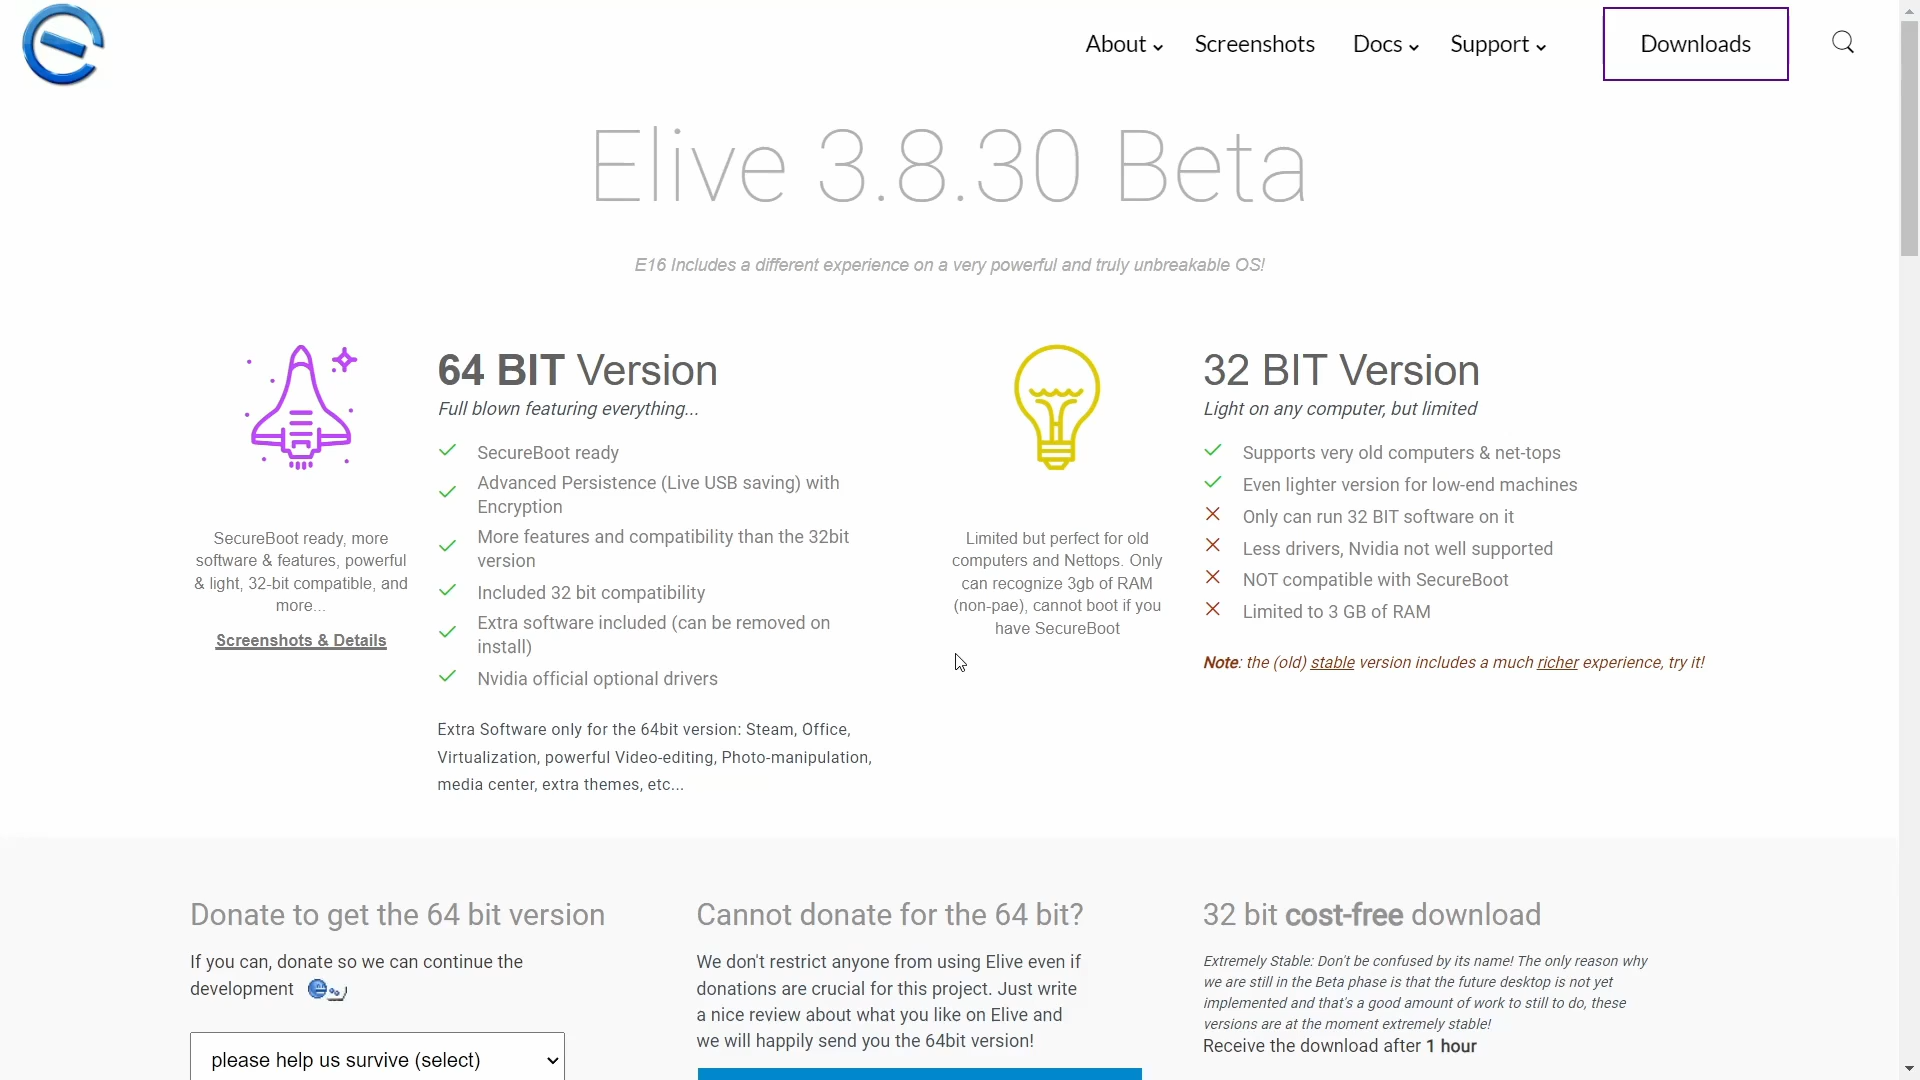 About
Screenshots
Docs
Support
Downloads
Elive 3.8.30 Beta
E16 Includes a different experience on a very powerful and truly unbreakable OS!
SecureBoot ready, more
software & features, powerful
& light, 32-bit compatible, and
more...
Screenshots & Details
64 BIT Version
Full blown featuring everything...
SecureBoot ready
Advanced Persistence (Live USB saving) with
Encryption
More features and compatibility than the 32bit
version
Included 32 bit compatibility
Extra software included (can be removed on
install)
Nvidia official optional drivers
Extra Software only for the 64bit version: Steam, Office,
Virtualization, powerful Video-editing, Photo-manipulation,
media center, extra themes, etc...
Limited but perfect for old
computers and Nettops. Only
can recognize 3gb of RAM
(non-pae), cannot boot if you
have SecureBoot
32 BIT Version
Light on any computer, but limited
Supports very old computers & net-tops
Even lighter version for low-end machines
Only can run 32 BIT software on it
Less drivers, Nvidia not well supported
NOT compatible with SecureBoot
Limited to 3 GB of RAM
Note: the (old) stable version includes a much richer experience, try it!
Donate to get the 64 bit version
If you can, donate so we can continue the
development
please help us survive (select)
Cannot donate for the 64 bit?
We don't restrict anyone from using Elive even if
donations are crucial for this project. Just write
a nice review about what you like on Elive and
we will happily send you the 64bit version!
32 bit cost-free download
Extremely Stable: Don't be confused by its name! The only reason why
we are still in the Beta phase is that the future desktop is not yet
implemented and that's a good amount of work to still to do, these
versions are at the moment extremely stable!
Receive the download after 1 hour